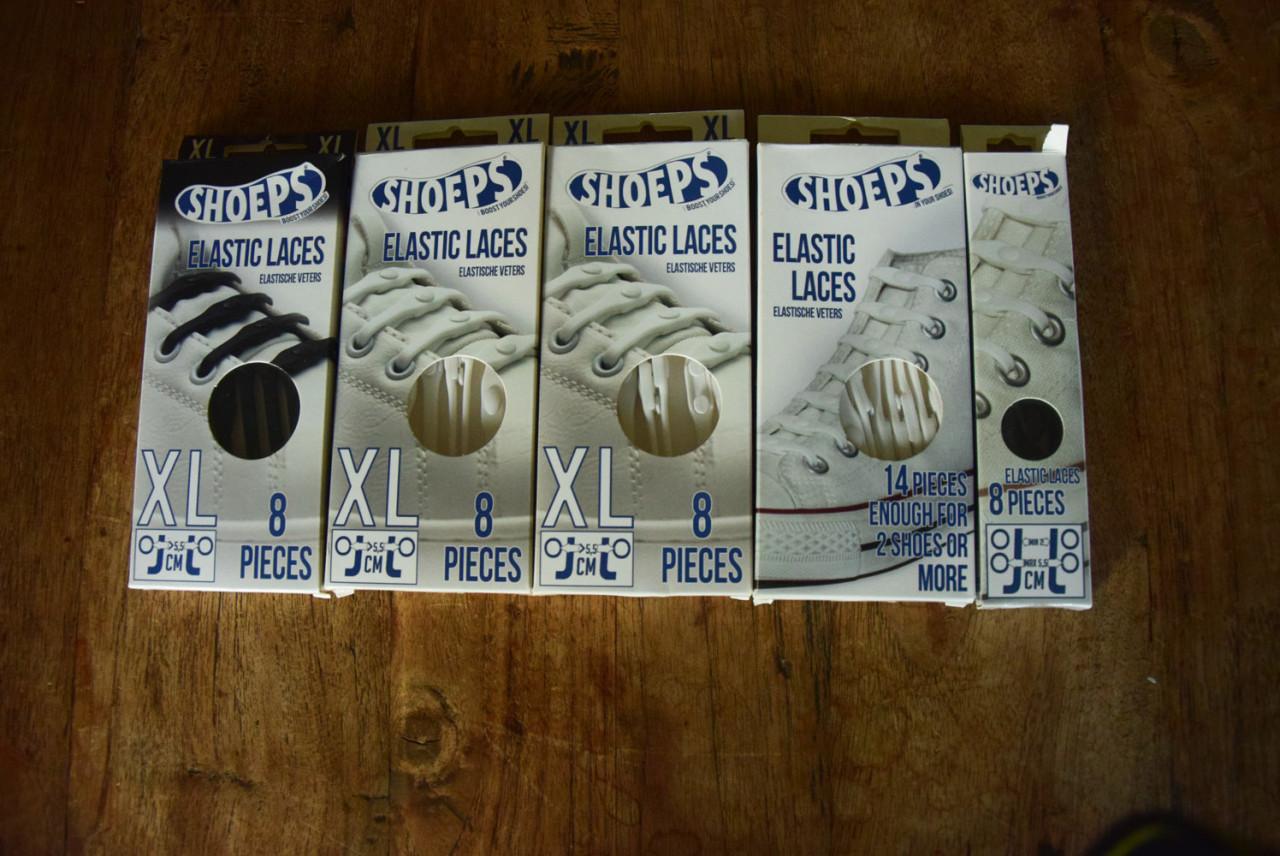 XL XL
SHOEPS
BOOST YOUR SHOES!
ELASTIC LACES
ELASTISCHE VETERS
XL
8
PIECES
>5,5
CM
XL XL
SHOEPS
BOOST YOUR SHOES!
ELASTIC LACES
ELASTISCHE VETERS
XL
8
PIECES
>5,5
CM
XL XL
SHOEPS
BOOST YOUR SHOES!
ELASTIC LACES
ELASTISCHE VETERS
XL
8
PIECES
>5,5
CM
SHOEPS
IN YOUR SHOES!
ELASTIC
LACES
ELASTISCHE VETERS
14 PIECES
ENOUGH FOR
2 SHOES OR
MORE
SHOEPS
ELASTIC LACES
8 PIECES
MAX 5,5
CM